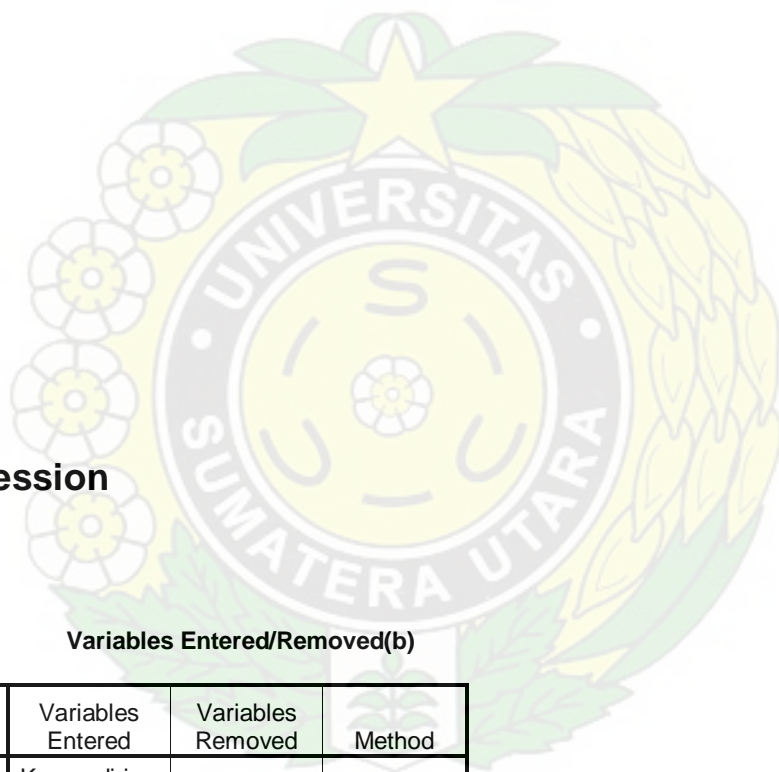 UNIVERSITAS
SUMATERA UTARA
ession
Variables Entered/Removed(b)
Variables Entered
Variables Removed
Method